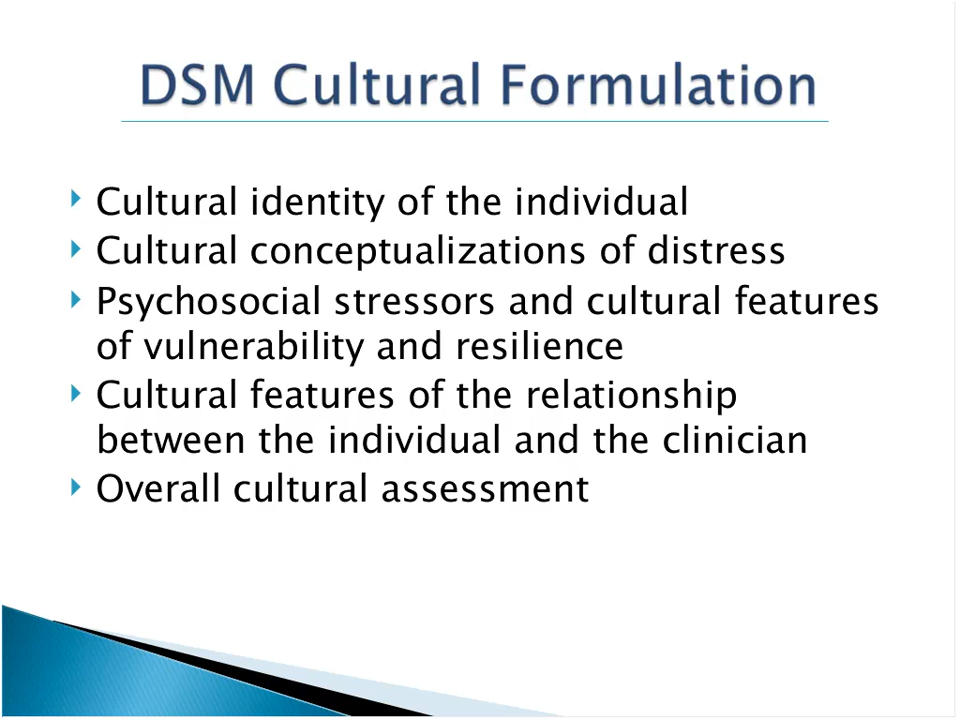 DSM Cultural Formulation
Cultural identity of the individual
Cultural conceptualizations of distress
Psychosocial stressors and cultural features
of vulnerability and resilience
Cultural features of the relationship
between the individual and the clinician
Overall cultural assessment